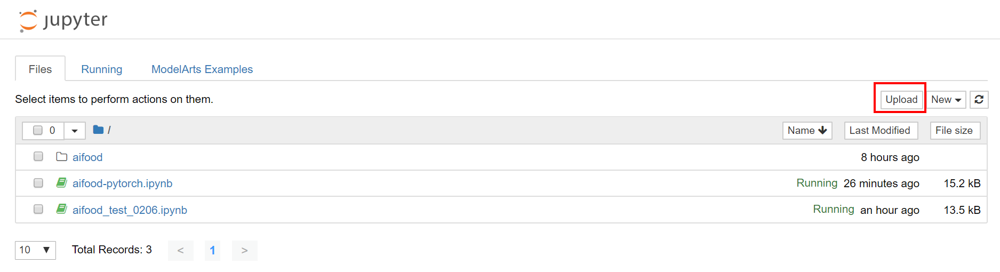 jupyter
Files Running ModelArts Examples
Select items to perform actions on them. Upload New
0 / Name Last Modified File size
aifood 8 hours ago
aifood-pytorch.ipynb Running 26 minutes ago 15.2 kB
aifood_test_0206.ipynb Running an hour ago 13.5 kB
10 Total Records: 3 < 1 >